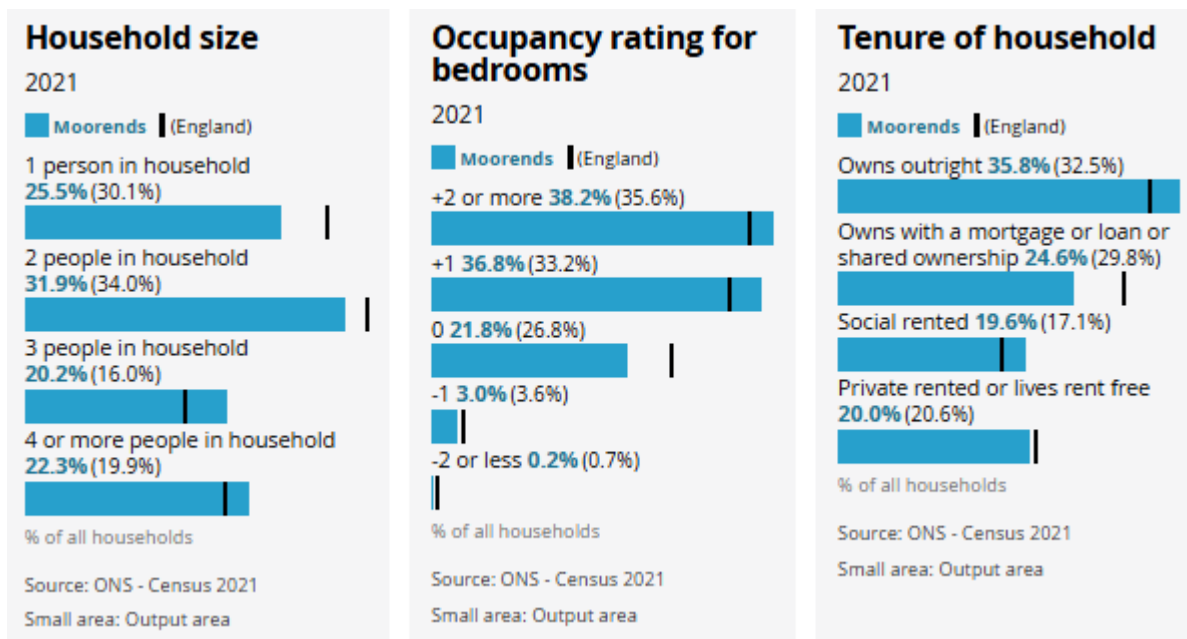 Household size
2021
Moorends (England)
1 person in household
25.5% (30.1%)
2 people in household
31.9% (34.0%)
3 people in household
20.2% (16.0%)
4 or more people in household
22.3% (19.9%)
% of all households
Source: ONS - Census 2021
Small area: Output area
Occupancy rating for
bedrooms
2021
Moorends (England)
+2 or more 38.2% (35.6%)
+1 36.8% (33.2%)
0 21.8% (26.8%)
-1 3.0% (3.6%)
-2 or less 0.2% (0.7%)
% of all households
Source: ONS - Census 2021
Small area: Output area
Tenure of household
2021
Moorends (England)
Owns outright 35.8% (32.5%)
Owns with a mortgage or loan or
shared ownership 24.6% (29.8%)
Social rented 19.6% (17.1%)
Private rented or lives rent free
20.0% (20.6%)
% of all households
Source: ONS - Census 2021
Small area: Output area